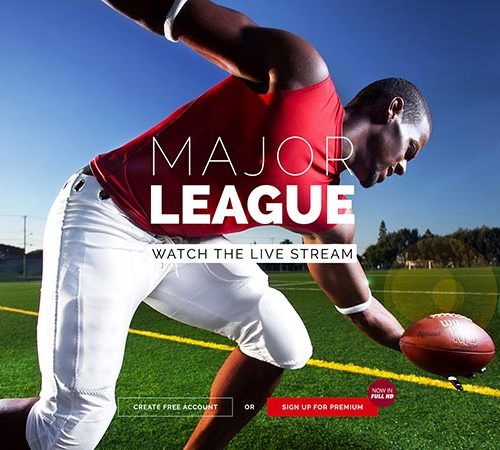 MAJOR
LEAGUE
WATCH THE LIVE STREAM
CREATE FREE ACCOUNT
OR
SIGN UP FOR PREMIUM
NOW IN
FULL HD